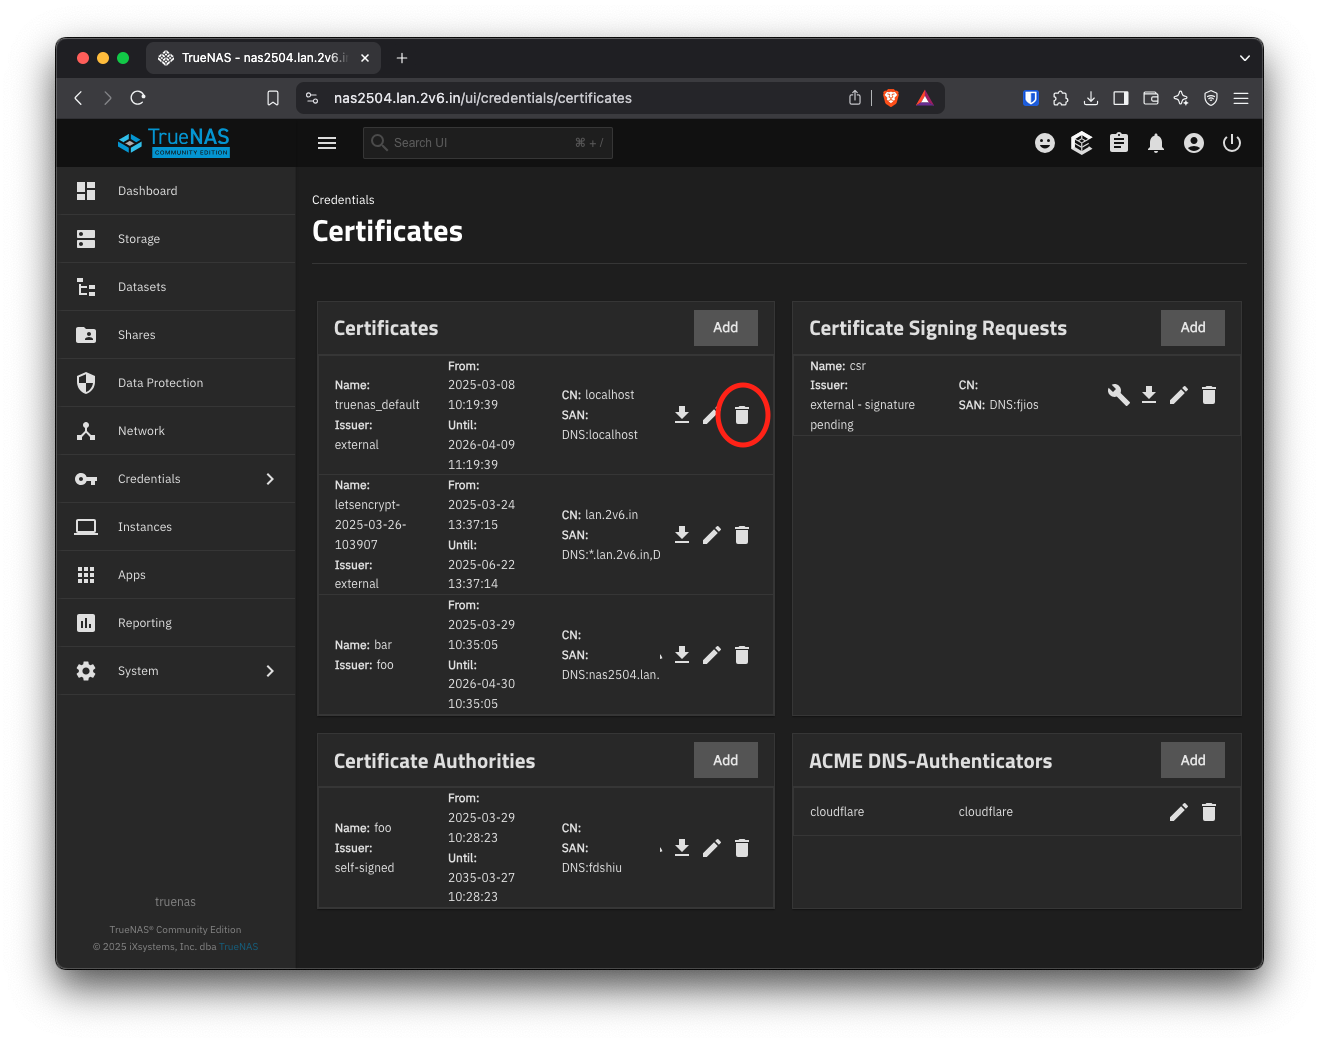 TrueNAS - nas2504.lan.2v6.i
nas2504.lan.2v6.in/ui/credentials/certificates
TrueNAS
COMMUNITY EDITION
Search UI
⌘ + /
Dashboard
Storage
Datasets
Shares
Data Protection
Network
Credentials
Instances
Apps
Reporting
System
truenas
TrueNAS® Community Edition
© 2025 iXsystems, Inc. dba TrueNAS
Credentials
Certificates
Certificates
Add
Name:
truenas_default
Issuer:
external
From:
2025-03-08
10:19:39
Until:
2026-04-09
11:19:39
CN: localhost
SAN:
DNS:localhost
Name:
letsencrypt-
2025-03-26-
103907
Issuer:
external
From:
2025-03-24
13:37:15
Until:
2025-06-22
13:37:14
CN: lan.2v6.in
SAN:
DNS:*.lan.2v6.in,D
Name: bar
Issuer: foo
From:
2025-03-29
10:35:05
Until:
2026-04-30
10:35:05
CN:
SAN:
DNS:nas2504.lan.
Certificate Signing Requests
Add
Name: csr
Issuer:
external - signature
pending
CN:
SAN: DNS:fjios
Certificate Authorities
Add
Name: foo
Issuer:
self-signed
From:
2025-03-29
10:28:23
Until:
2035-03-27
10:28:23
CN:
SAN:
DNS:fdshiu
ACME DNS-Authenticators
Add
cloudflare
cloudflare